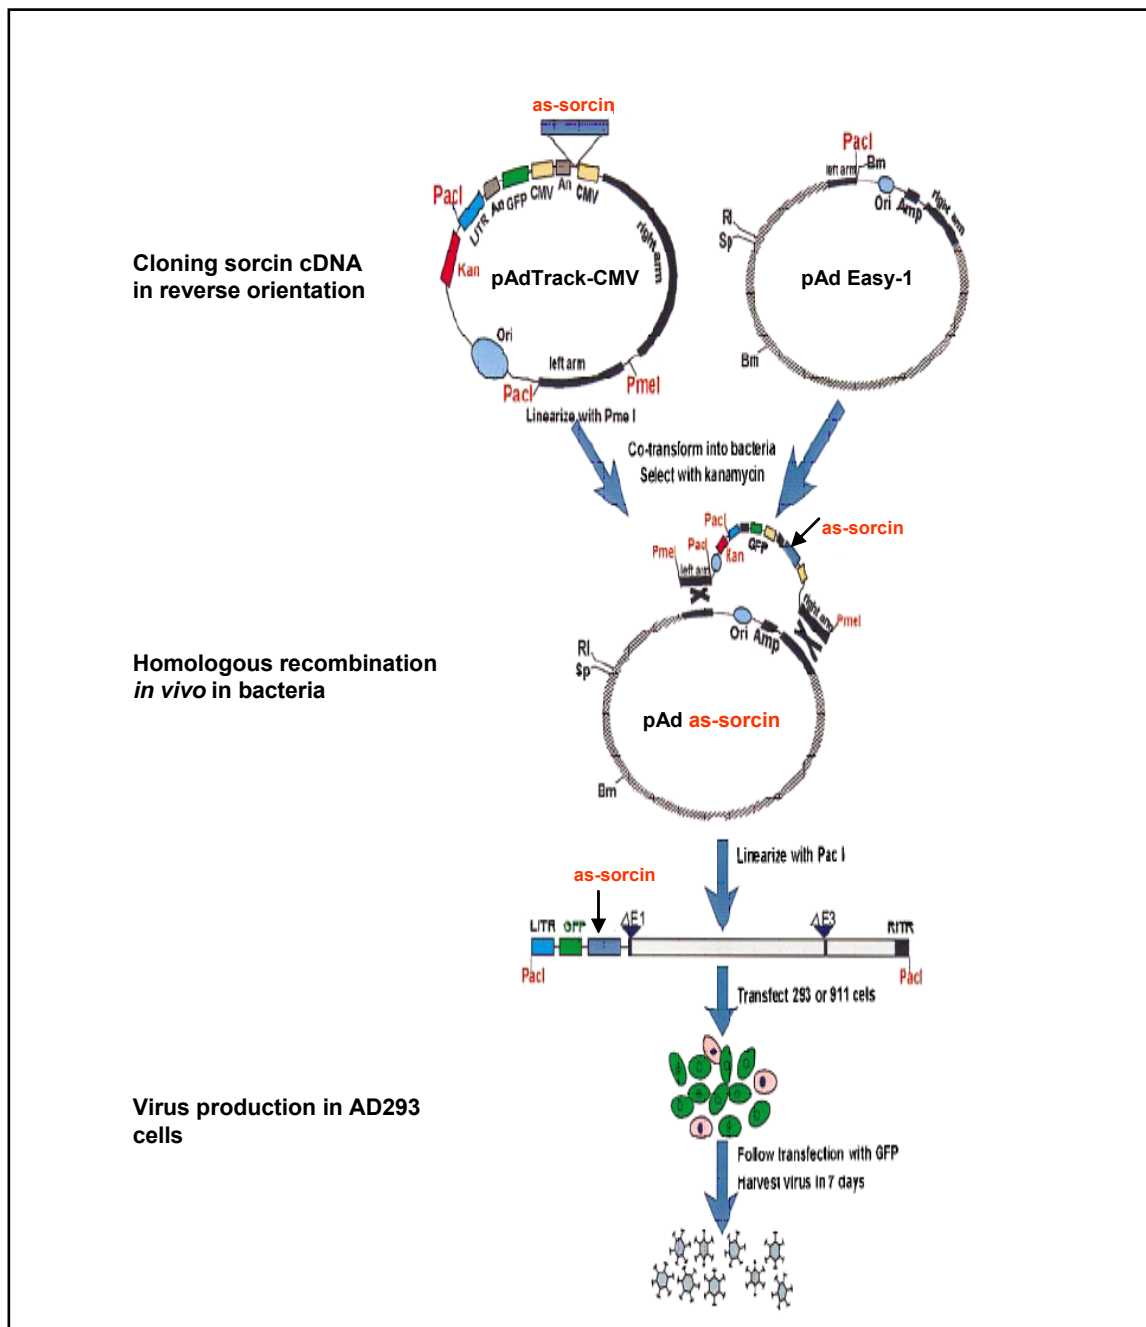 as-sorcin
PacI
LITR
An
GFP
CMV
An
CMV
right arm
Kan
pAdTrack-CMV
Ori
left arm
PacI
PmeI
Linearize with Pme I
PacI
left arm
Bm
Ori
Amp
right arm
RI
Sp
pAd Easy-1
Bm
Cloning sorcin cDNA
in reverse orientation
Co-transform into bacteria
Select with kanamycin
as-sorcin
PacI
GFP
PmeI
PacI
Kan
left arm
right arm
PmeI
Ori
Amp
RI
Sp
Homologous recombination
in vivo in bacteria
pAd as-sorcin
Bm
Linearize with Pac I
as-sorcin
LITR
GFP
ΔE1
ΔE3
RITR
PacI
PacI
Transfect 293 or 911 cells
Virus production in AD293
cells
Follow transfection with GFP
Harvest virus in 7 days